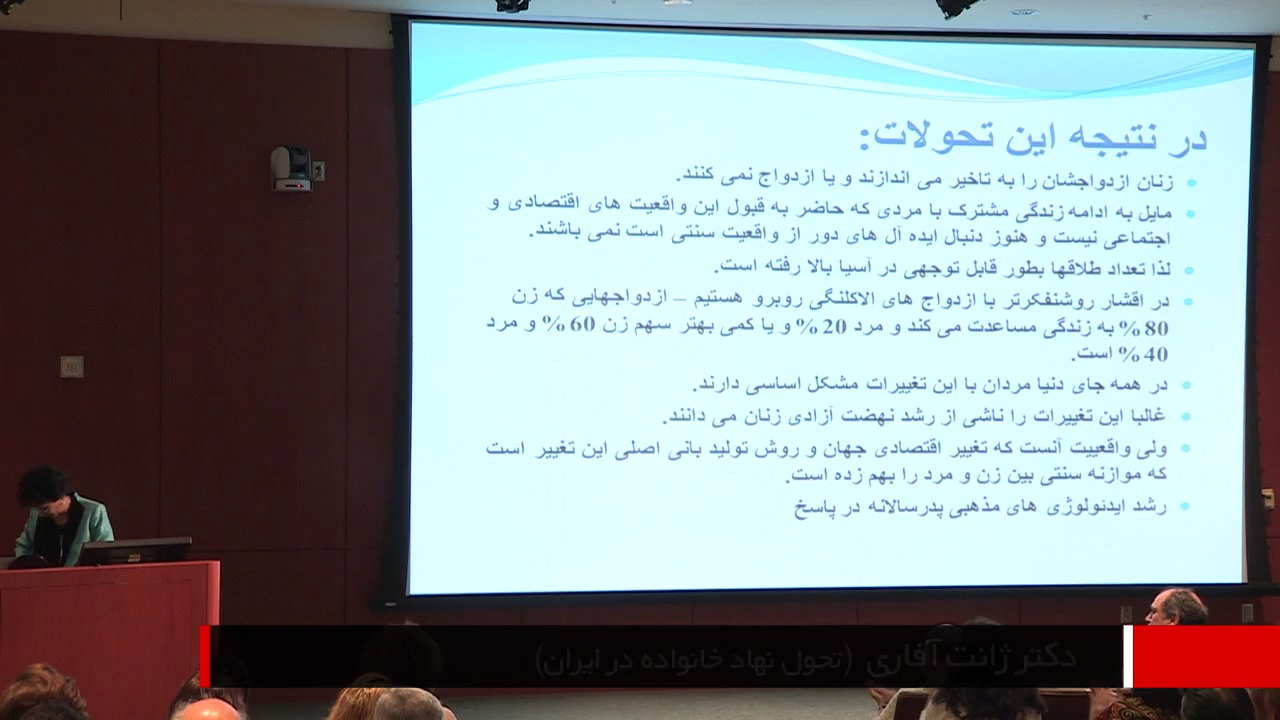 در نتیجه این تحولات:
زنان ازدواجشان را به تاخیر می اندازند و یا ازدواج نمی کنند.
مایل به ادامه زندگی مشترک با مردی که حاضر به قبول این واقعیت های اقتصادی و
اجتماعی نیست و هنوز دنبال ایده آل های دور از واقعیت سنتی است نمی باشند.
لذا تعداد طلاقها بطور قابل توجهی در آسیا بالا رفته است.
در اقشار روشنفکرتر با ازدواج های الاکلنگی روبرو هستیم – ازدواجهایی که زن
80% به زندگی مساعدت می کند و مرد 20% و یا کمی بهتر سهم زن 60% و مرد
40% است.
در همه جای دنیا مردان با این تغییرات مشکل اساسی دارند.
غالبا این تغییرات را ناشی از رشد نهضت آزادی زنان می دانند.
ولی واقعییت آنست که تغییر اقتصادی جهان و روش تولید بانی اصلی این تغییر است
که موازنه سنتی بین زن و مرد را بهم زده است.
رشد ایدئولوژی های مذهبی پدرسالانه در پاسخ
دکتر ژانت آفاری (تحول نهاد خانواده در ایران)